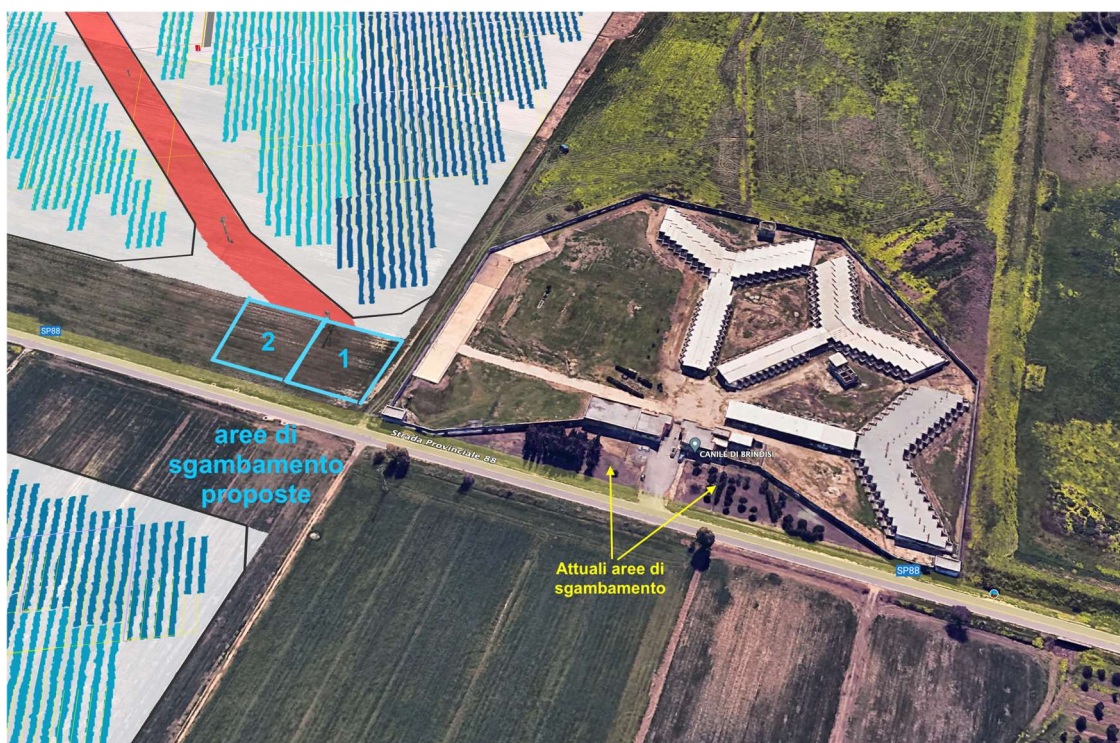 SP88
2
1
aree di
sgambamento
proposte
Strada Provinciale 88
CANILE DI BRINDISI
Attuali aree di
sgambamento
SP88